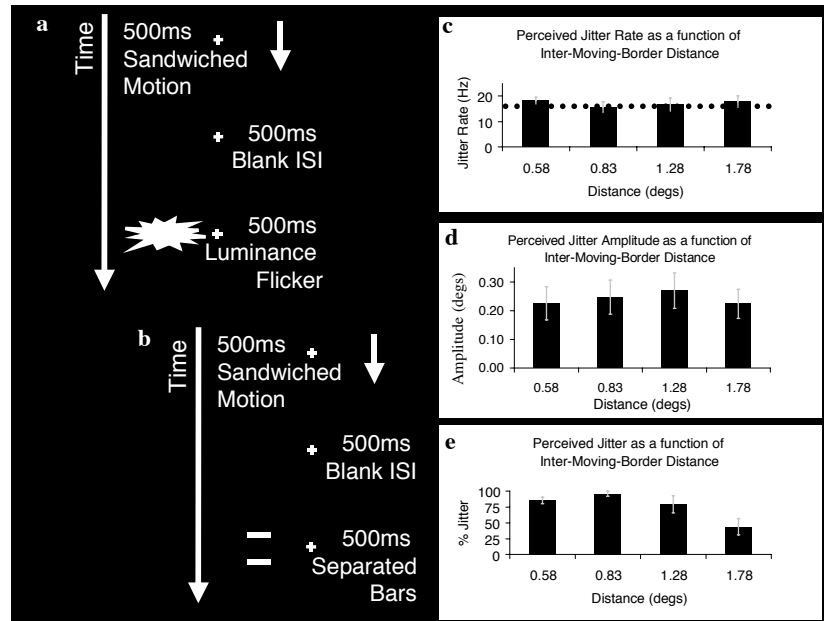 a
Time
500ms
Sandwiched
Motion
500ms
Blank ISI
500ms
Luminance
Flicker
b
Time
500ms
Sandwiched
Motion
500ms
Blank ISI
500ms
Separated
Bars
c
Perceived Jitter Rate as a function of
Inter-Moving-Border Distance
Jitter Rate (Hz)
20
10
0
0.58 0.83 1.28 1.78
Distance (degs)
d
Perceived Jitter Amplitude as a function of
Inter-Moving-Border Distance
Amplitude (degs)
0.30
0.20
0.00
0.58 0.83 1.28 1.78
Distance (degs)
e
Perceived Jitter as a function of
Inter-Moving-Border Distance
% Jitter
100
75
50
25
0
0.58 0.83 1.28 1.78
Distance (degs)